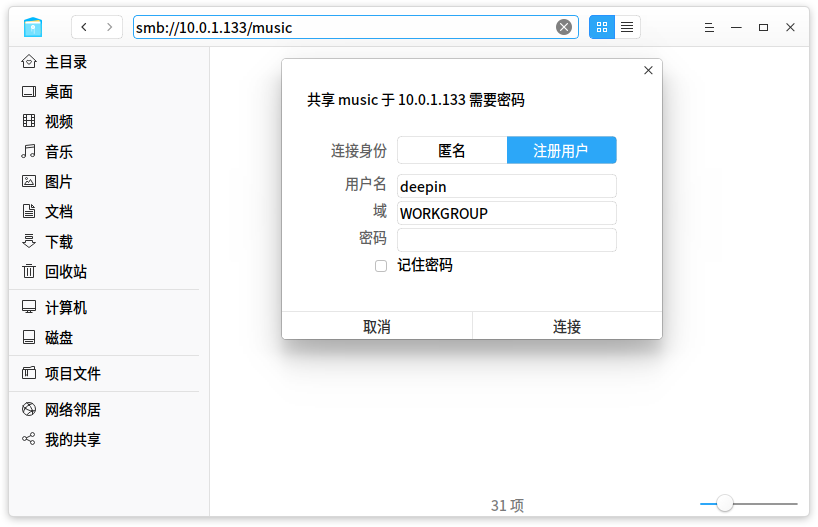 smb://10.0.1.133/music
主目录
桌面
视频
音乐
图片
文档
下载
回收站
计算机
磁盘
项目文件
网络邻居
我的共享
共享 music 于 10.0.1.133 需要密码
连接身份 匿名 注册用户
用户名 deepin
域 WORKGROUP
密码
记住密码
取消 连接
31 项